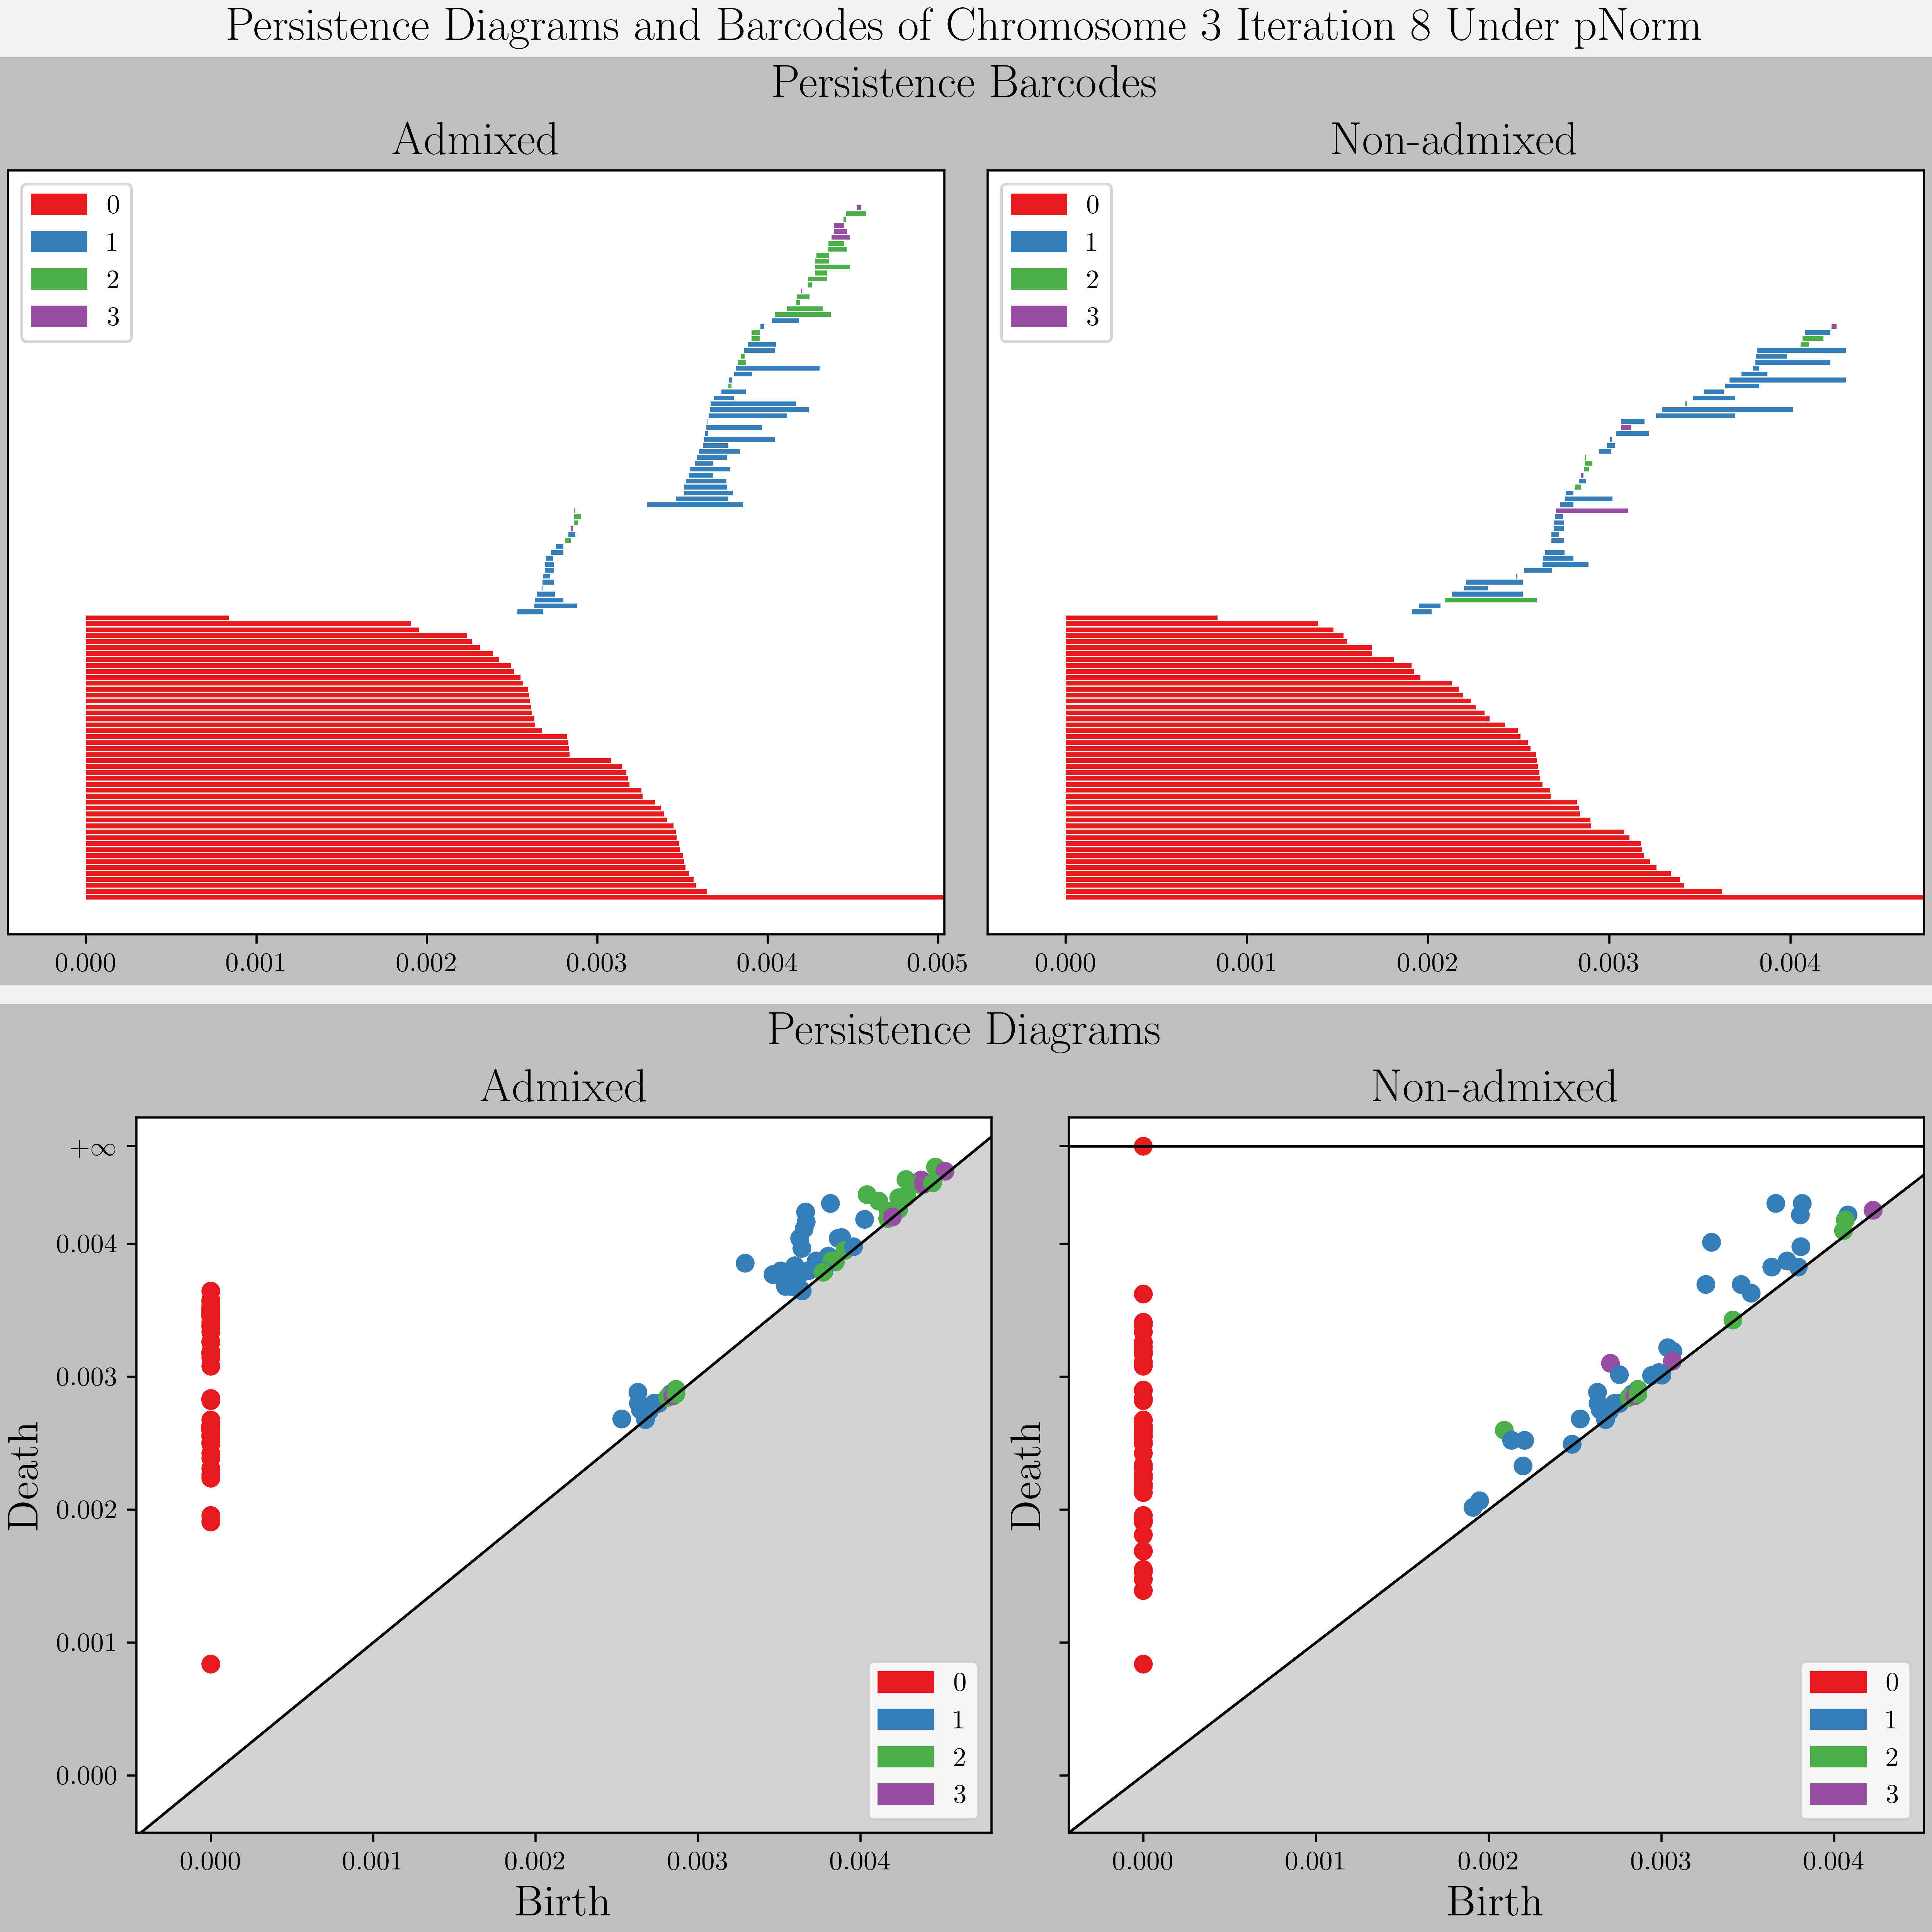 Persistence Diagrams and Barcodes of Chromosome 3 Iteration 8 Under pNorm
Persistence Barcodes
Admixed
0
1
2
3
0.000 0.001 0.002 0.003 0.004 0.005
Non-admixed
0
1
2
3
0.000 0.001 0.002 0.003 0.004
Persistence Diagrams
Admixed
Death
+∞
0.004
0.003
0.002
0.001
0.000
0
1
2
3
0.000 0.001 0.002 0.003 0.004
Birth
Non-admixed
Death
0
1
2
3
0.000 0.001 0.002 0.003 0.004
Birth